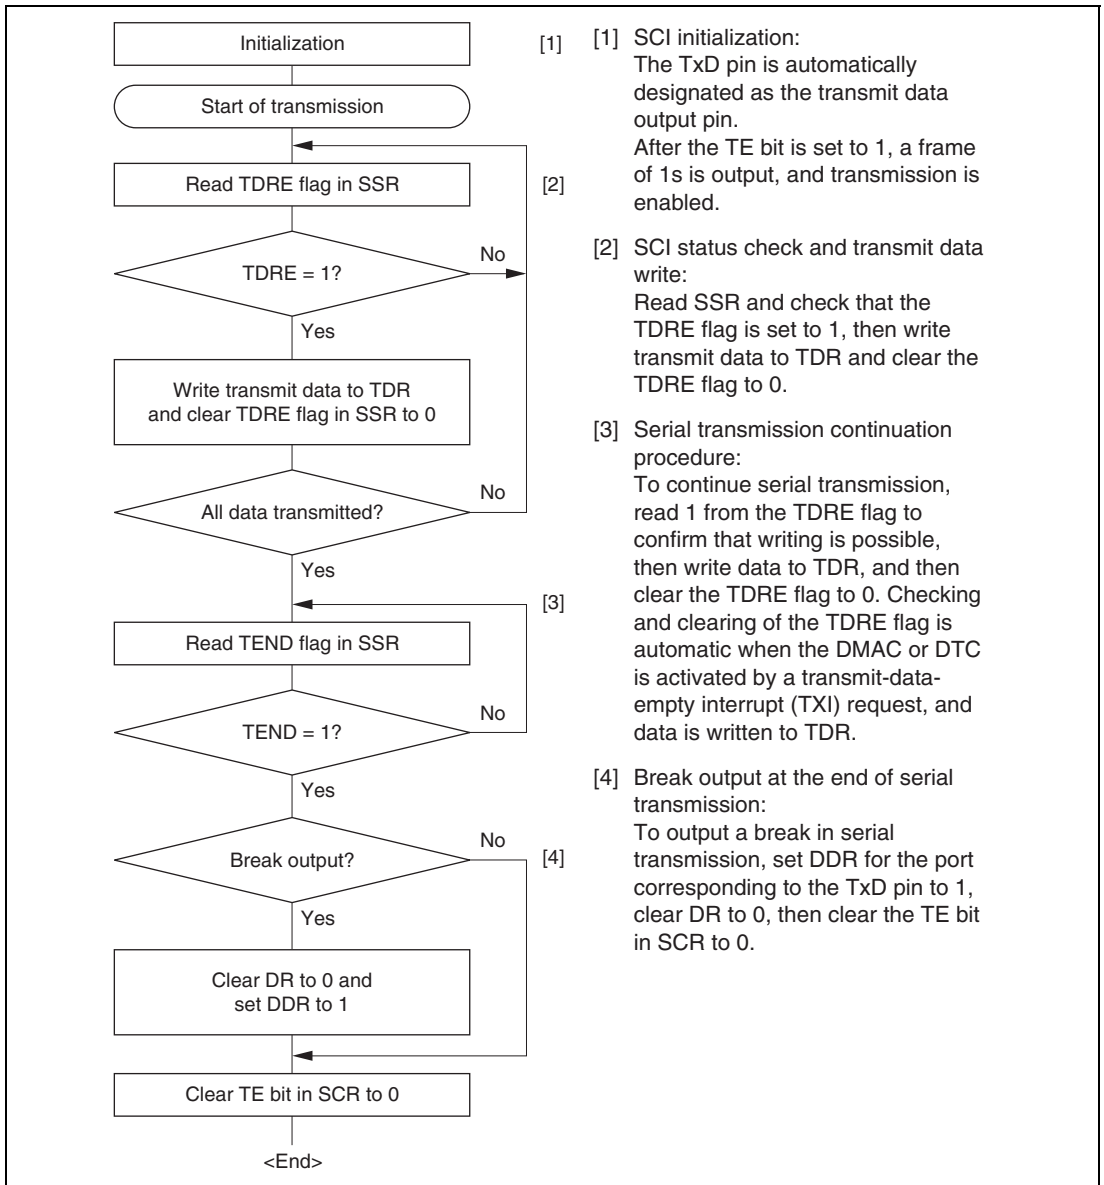 Initialization
[1]
Start of transmission
Read TDRE flag in SSR
[2]
TDRE = 1?
No
Yes
Write transmit data to TDR
and clear TDRE flag in SSR to 0
All data transmitted?
No
Yes
[3]
Read TEND flag in SSR
TEND = 1?
No
Yes
Break output?
No
[4]
Yes
Clear DR to 0 and
set DDR to 1
Clear TE bit in SCR to 0
<End>
[1] SCI initialization:
The TxD pin is automatically
designated as the transmit data
output pin.
After the TE bit is set to 1, a frame
of 1s is output, and transmission is
enabled.
[2] SCI status check and transmit data
write:
Read SSR and check that the
TDRE flag is set to 1, then write
transmit data to TDR and clear the
TDRE flag to 0.
[3] Serial transmission continuation
procedure:
To continue serial transmission,
read 1 from the TDRE flag to
confirm that writing is possible,
then write data to TDR, and then
clear the TDRE flag to 0. Checking
and clearing of the TDRE flag is
automatic when the DMAC or DTC
is activated by a transmit-data-
empty interrupt (TXI) request, and
data is written to TDR.
[4] Break output at the end of serial
transmission:
To output a break in serial
transmission, set DDR for the port
corresponding to the TxD pin to 1,
clear DR to 0, then clear the TE bit
in SCR to 0.